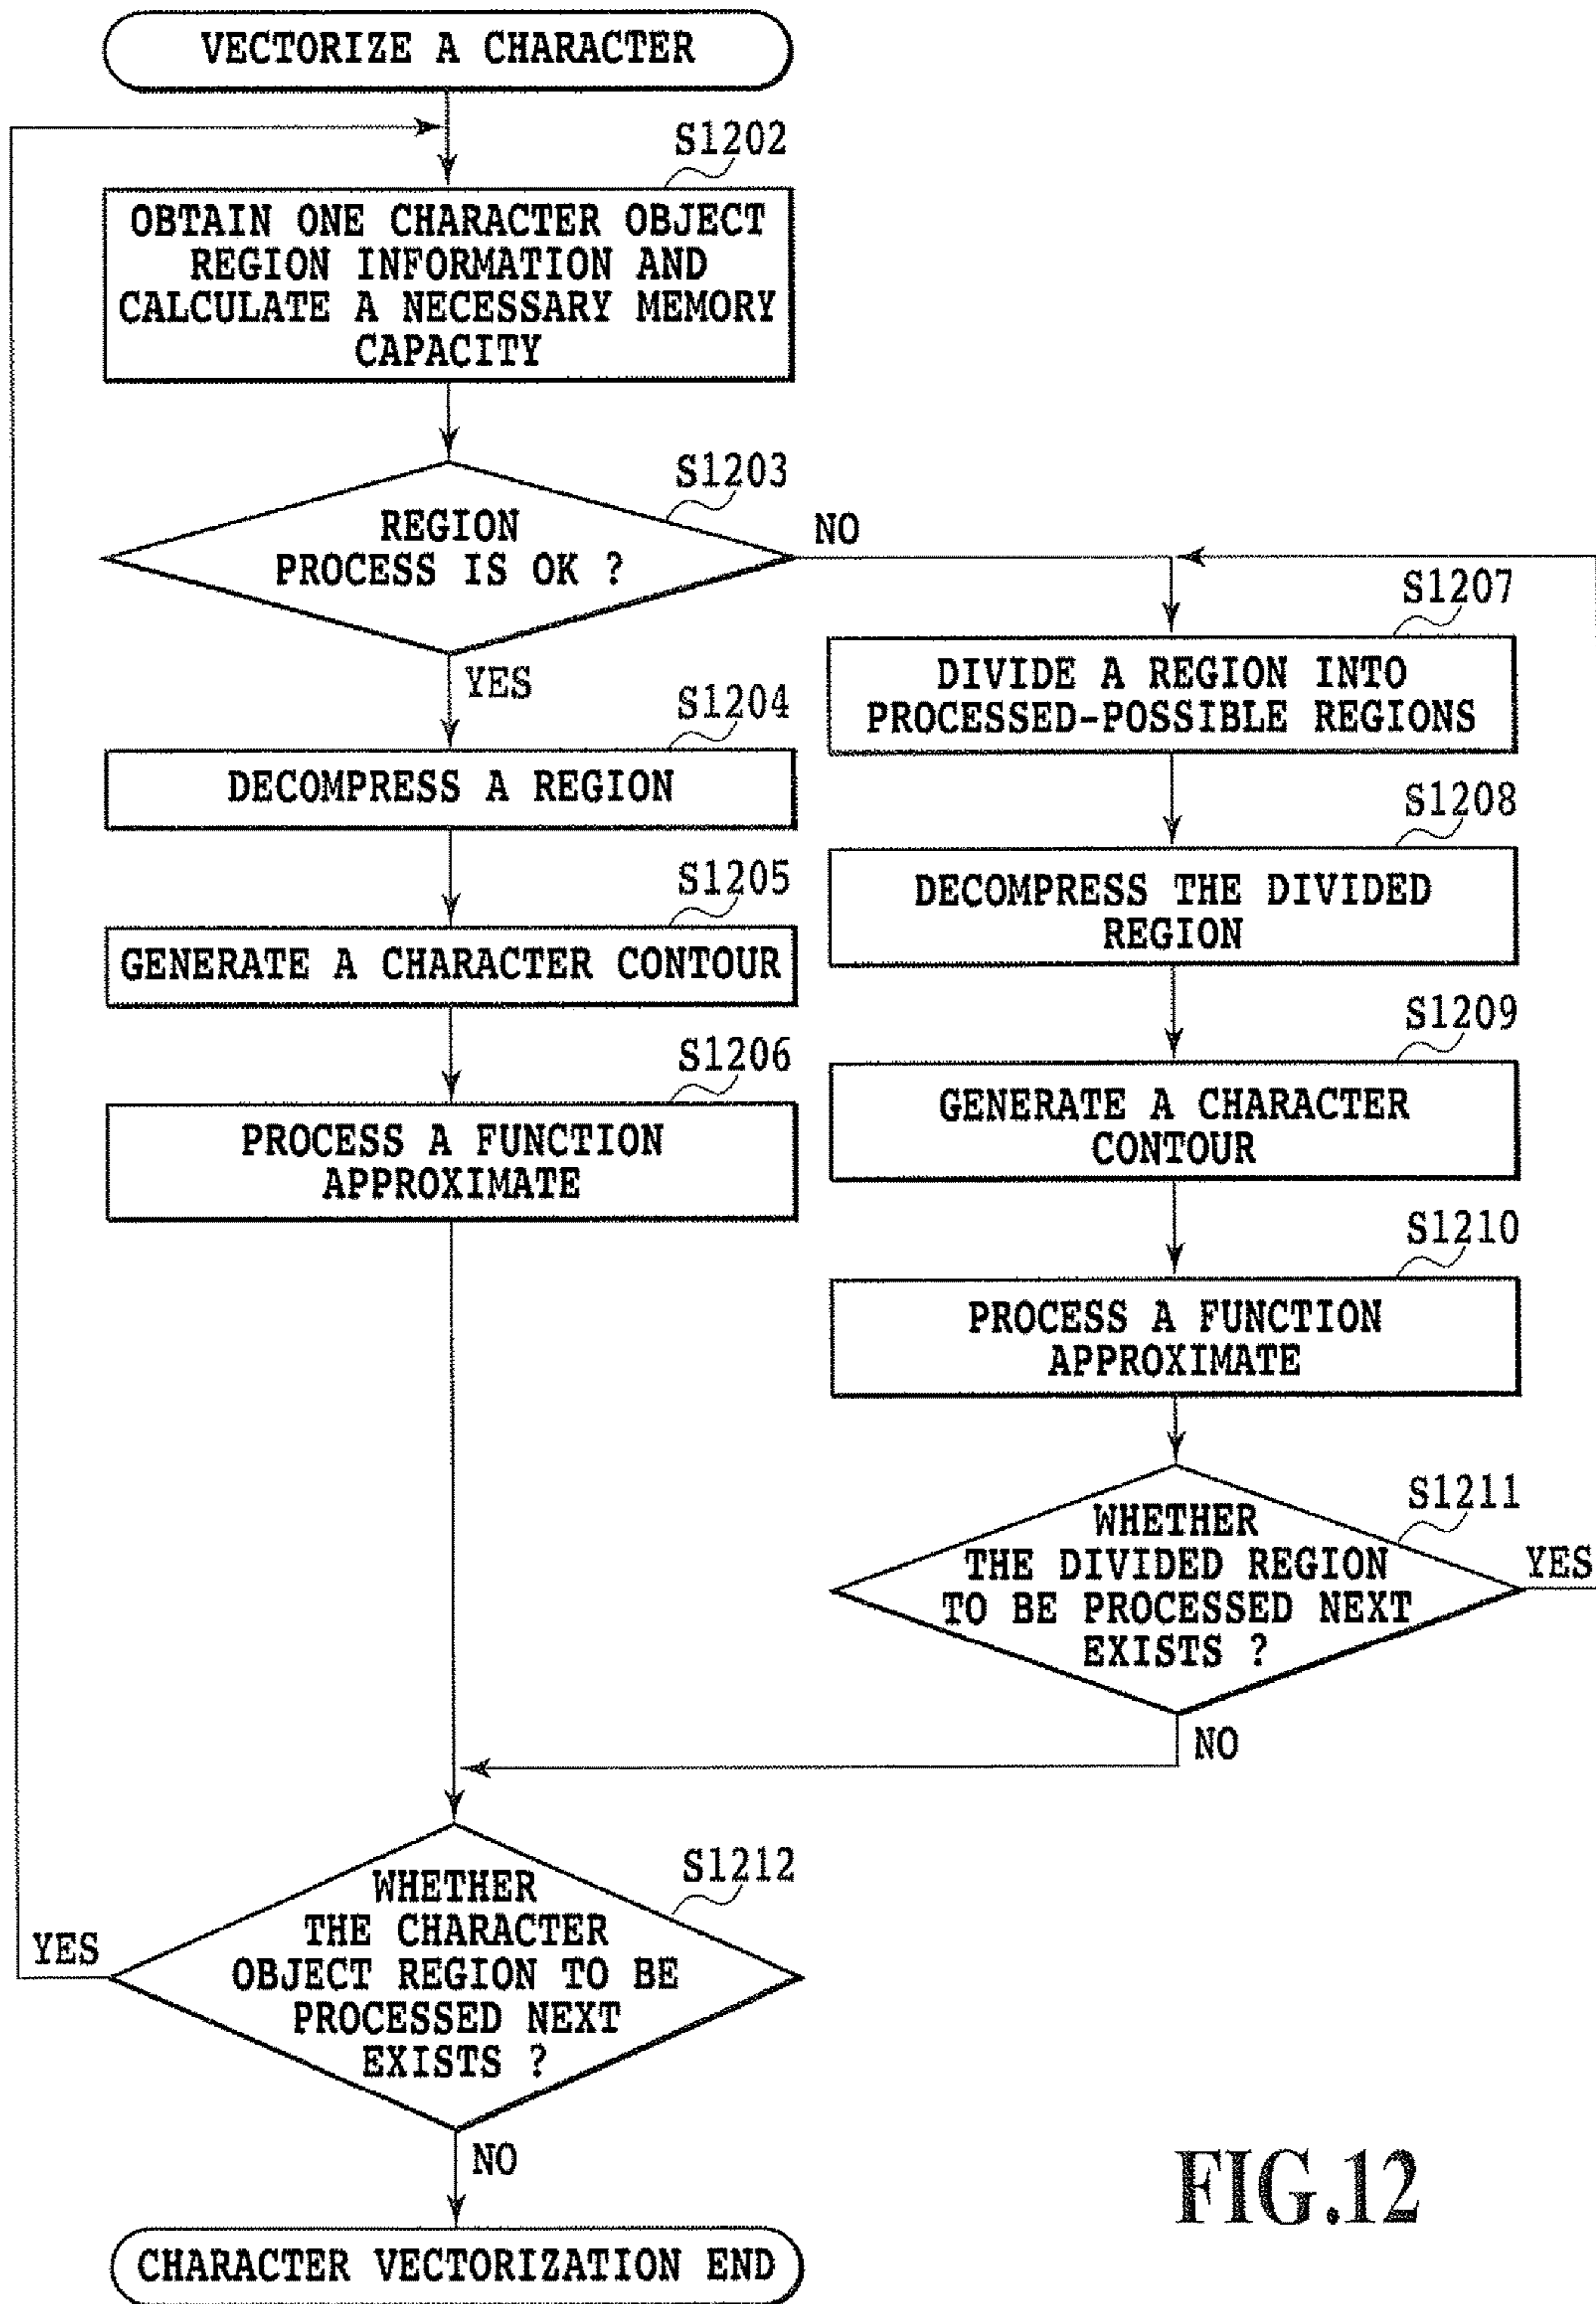 VECTORIZE A CHARACTER
S1202
OBTAIN ONE CHARACTER OBJECT
REGION INFORMATION AND
CALCULATE A NECESSARY MEMORY
CAPACITY
S1203
REGION
PROCESS IS OK ?
NO
YES
S1204
DECOMPRESS A REGION
S1205
GENERATE A CHARACTER CONTOUR
S1206
PROCESS A FUNCTION
APPROXIMATE
S1207
DIVIDE A REGION INTO
PROCESSED-POSSIBLE REGIONS
S1208
DECOMPRESS THE DIVIDED
REGION
S1209
GENERATE A CHARACTER
CONTOUR
S1210
PROCESS A FUNCTION
APPROXIMATE
S1211
WHETHER
THE DIVIDED REGION
TO BE PROCESSED NEXT
EXISTS ?
YES
NO
S1212
WHETHER
THE CHARACTER
OBJECT REGION TO BE
PROCESSED NEXT
EXISTS ?
YES
NO
CHARACTER VECTORIZATION END
FIG.12